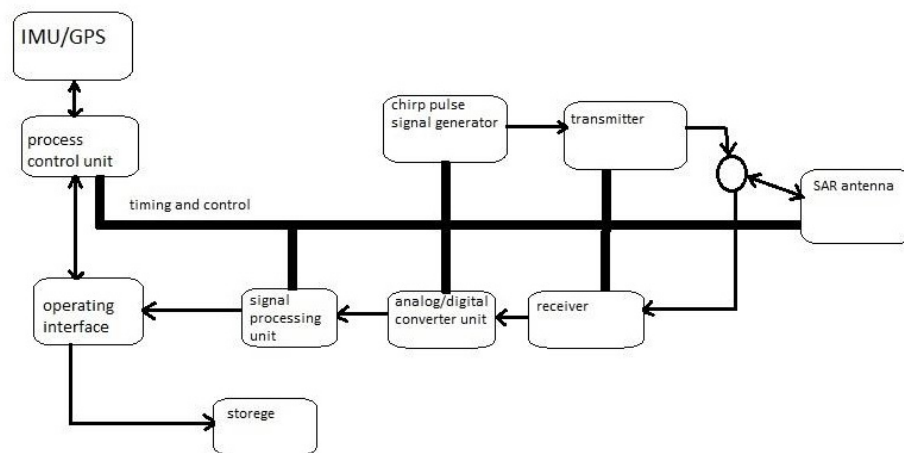 IMU/GPS
process
control unit
chirp pulse
signal generator
transmitter
SAR antenna
timing and control
operating
interface
signal
processing
unit
analog/digital
converter unit
receiver
storege